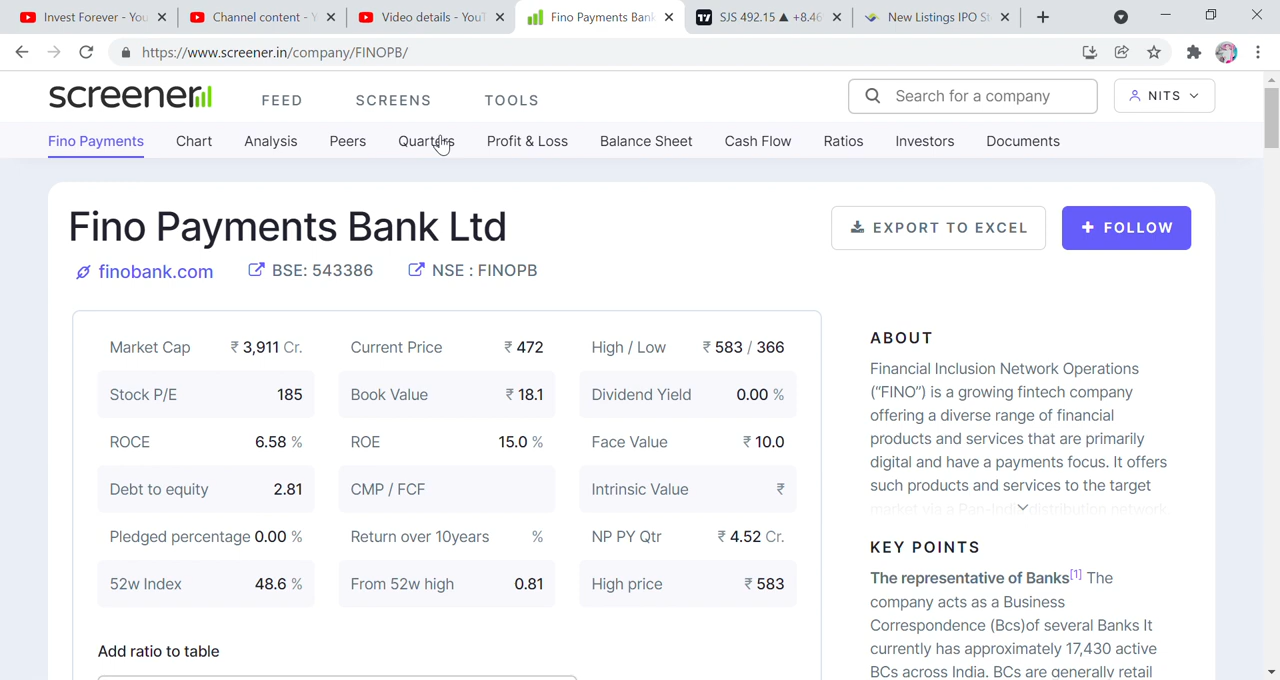 Invest Forever - You
Channel content - Y
Video details - YouT
Fino Payments Bank
SJS 492.15 ▲ +8.46
New Listings IPO St
https://www.screener.in/company/FINOPB/
screener
FEED
SCREENS
TOOLS
Search for a company
NITS
Fino Payments
Chart
Analysis
Peers
Quarters
Profit & Loss
Balance Sheet
Cash Flow
Ratios
Investors
Documents
Fino Payments Bank Ltd
EXPORT TO EXCEL
+ FOLLOW
finobank.com
BSE: 543386
NSE : FINOPB
Market Cap ₹ 3,911 Cr.
Current Price ₹ 472
High / Low ₹ 583 / 366
Stock P/E 185
Book Value ₹ 18.1
Dividend Yield 0.00 %
ROCE 6.58 %
ROE 15.0 %
Face Value ₹ 10.0
Debt to equity 2.81
CMP / FCF
Intrinsic Value ₹
Pledged percentage 0.00 %
Return over 10years %
NP PY Qtr ₹ 4.52 Cr.
52w Index 48.6 %
From 52w high 0.81
High price ₹ 583
Add ratio to table
ABOUT
Financial Inclusion Network Operations
("FINO") is a growing fintech company
offering a diverse range of financial
products and services that are primarily
digital and have a payments focus. It offers
such products and services to the target
market via a Pan-India distribution network
KEY POINTS
The representative of Banks[1] The
company acts as a Business
Correspondence (Bcs)of several Banks It
currently has approximately 17,430 active
BCs across India. BCs are generally retail